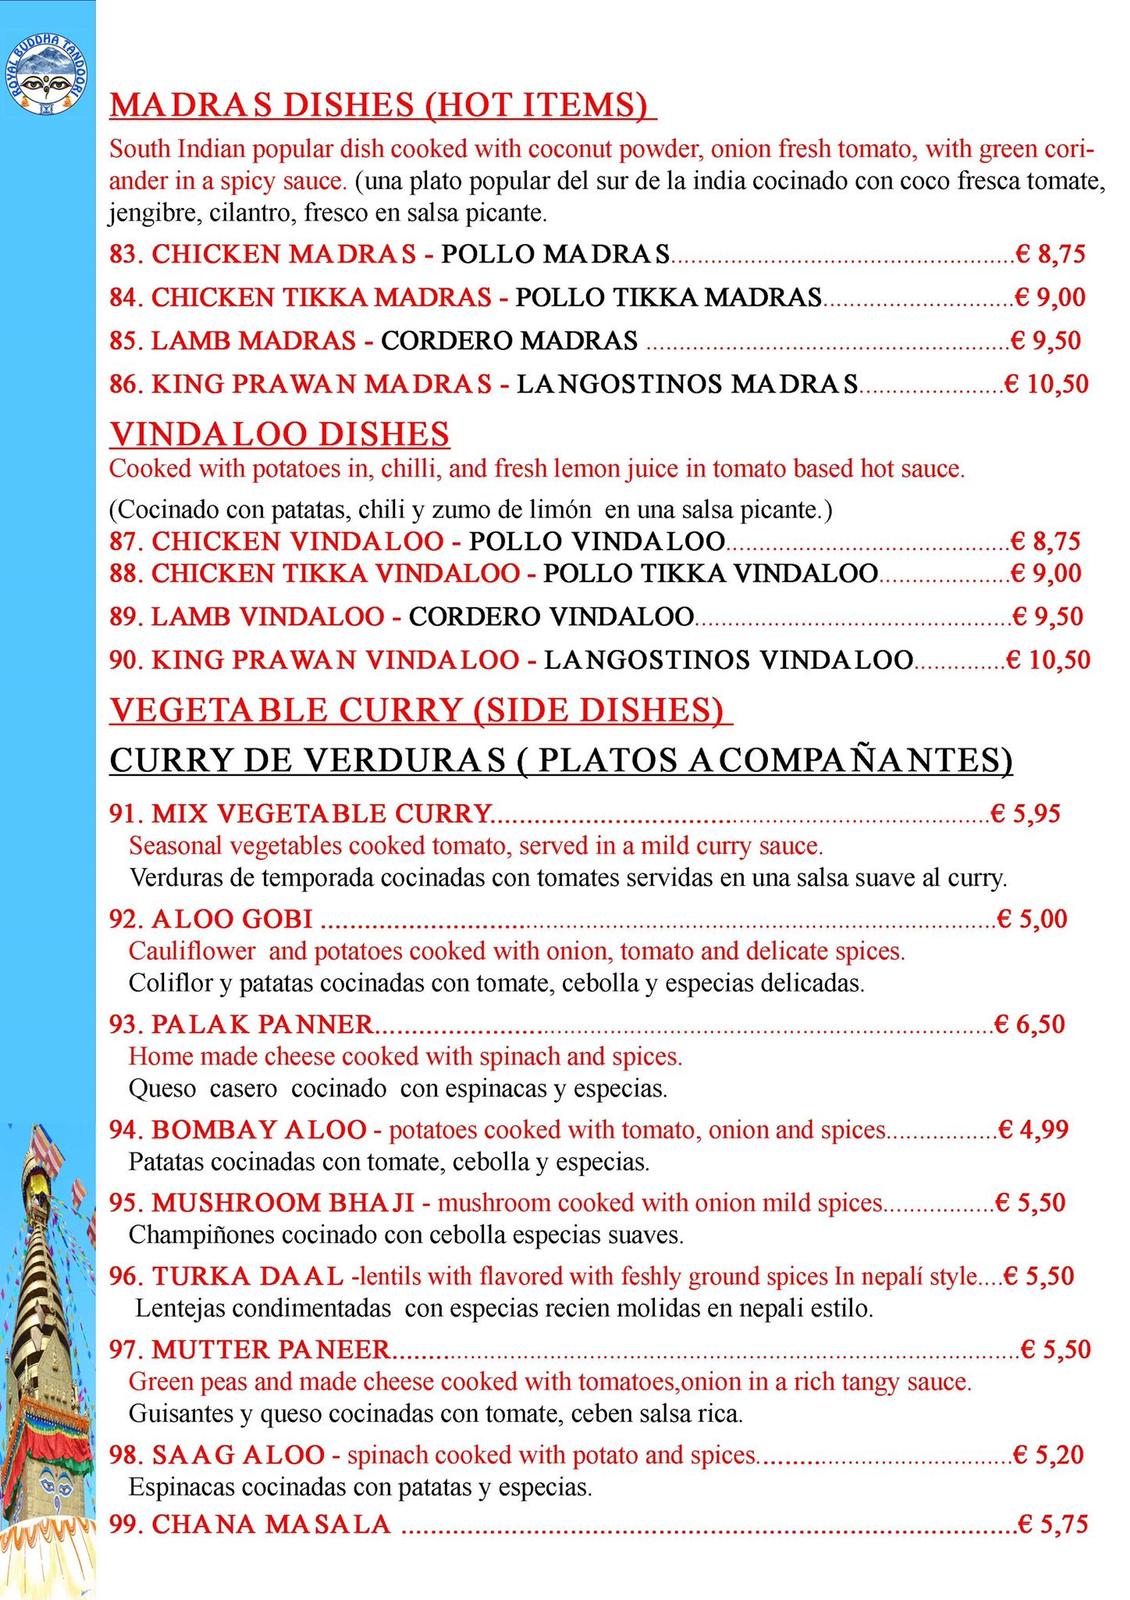 ROYAL BUDDHA TANDOORI
MADRAS DISHES (HOT ITEMS)
South Indian popular dish cooked with coconut powder, onion fresh tomato, with green cori-
ander in a spicy sauce. (una plato popular del sur de la india cocinado con coco fresca tomate,
jengibre, cilantro, fresco en salsa picante.
83. CHICKEN MADRAS - POLLO MADRAS....................................................€ 8,75
84. CHICKEN TIKKA MADRAS - POLLO TIKKA MADRAS.............................€ 9,00
85. LAMB MADRAS - CORDERO MADRAS .......................................................€ 9,50
86. KING PRAWAN MADRAS - LANGOSTINOS MADRAS......................€ 10,50
VINDALOO DISHES
Cooked with potatoes in, chilli, and fresh lemon juice in tomato based hot sauce.
(Cocinado con patatas, chili y zumo de limón en una salsa picante.)
87. CHICKEN VINDALOO - POLLO VINDALOO...........................................€ 8,75
88. CHICKEN TIKKA VINDALOO - POLLO TIKKA VINDALOO....................€ 9,00
89. LAMB VINDALOO - CORDERO VINDALOO................................................€ 9,50
90. KING PRAWAN VINDALOO - LANGOSTINOS VINDALOO..............€ 10,50
VEGETABLE CURRY (SIDE DISHES)
CURRY DE VERDURAS ( PLATOS ACOMPAÑANTES)
91. MIX VEGETABLE CURRY........................................................................€ 5,95
Seasonal vegetables cooked tomato, served in a mild curry sauce.
Verduras de temporada cocinadas con tomates servidas en una salsa suave al curry.
92. ALOO GOBI ....................................................................................................€ 5,00
Cauliflower and potatoes cooked with onion, tomato and delicate spices.
Coliflor y patatas cocinadas con tomate, cebolla y especias delicadas.
93. PALAK PANNER............................................................................................€ 6,50
Home made cheese cooked with spinach and spices.
Queso casero cocinado con espinacas y especias.
94. BOMBAY ALOO - potatoes cooked with tomato, onion and spices.................€ 4,99
Patatas cocinadas con tomate, cebolla y especias.
95. MUSHROOM BHAJI - mushroom cooked with onion mild spices.................€ 5,50
Champiñones cocinado con cebolla especias suaves.
96. TURKA DAAL -lentils with flavored with feshly ground spices In nepalí style....€ 5,50
Lentejas condimentadas con especias recien molidas en nepali estilo.
97. MUTTER PANEER..............................................................................................€ 5,50
Green peas and made cheese cooked with tomatoes,onion in a rich tangy sauce.
Guisantes y queso cocinadas con tomate, ceben salsa rica.
98. SAAG ALOO - spinach cooked with potato and spices......................................€ 5,20
Espinacas cocinadas con patatas y especias.
99. CHANA MASALA ............................................................................................€ 5,75